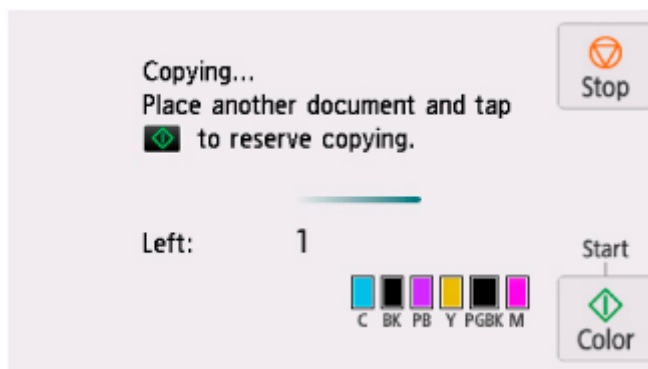 Copying...
Place another document and tap
to reserve copying.
Stop
Left: 1
Start
C BK PB Y PGBK M
Color